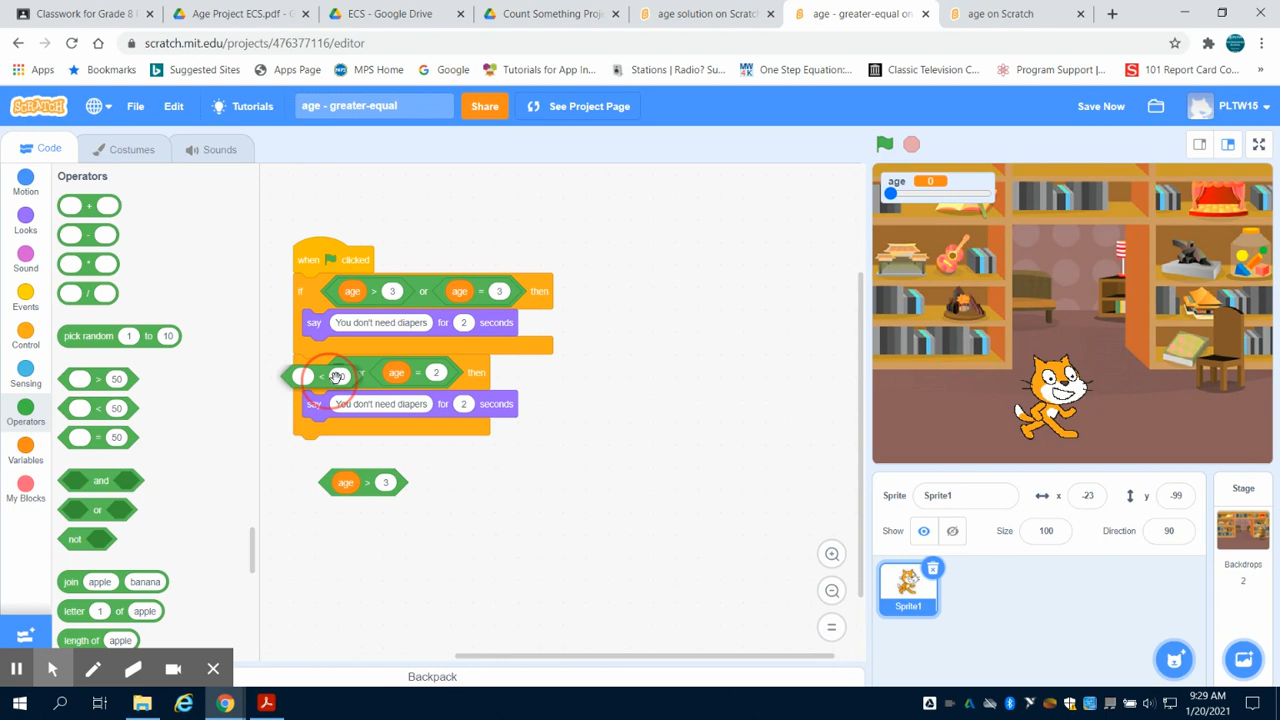 Classwork for Grade 8
Age Project ECS.pdf - G
ECS - Google Drive
Count Something Proj
age solution on Scratch
age - greater-equal on
age on Scratch
scratch.mit.edu/projects/476377116/editor
Apps
Bookmarks
Suggested Sites
Apps Page
MPS Home
Google
Tutorials for App In...
Stations | Radio? Su...
One Step Equation:...
Classic Television C...
Program Support |...
101 Report Card Co...
SCRATCH
File
Edit
Tutorials
age - greater-equal
Share
See Project Page
Save Now
PLTW15
Code
Costumes
Sounds
Motion
Looks
Sound
Events
Control
Sensing
Operators
Variables
My Blocks
Operators
+
-
*
/
pick random 1 to 10
> 50
< 50
= 50
and
or
not
join apple banana
letter 1 of apple
length of apple
when clicked
if age > 3 or age = 3 then
say You don't need diapers for 2 seconds
< or age = 2 then
say You don't need diapers for 2 seconds
age > 3
age 0
Sprite Sprite1 x -23 y -99
Show Size 100 Direction 90
Sprite1
Stage
Backdrops
2
Backpack
9:29 AM
1/20/2021